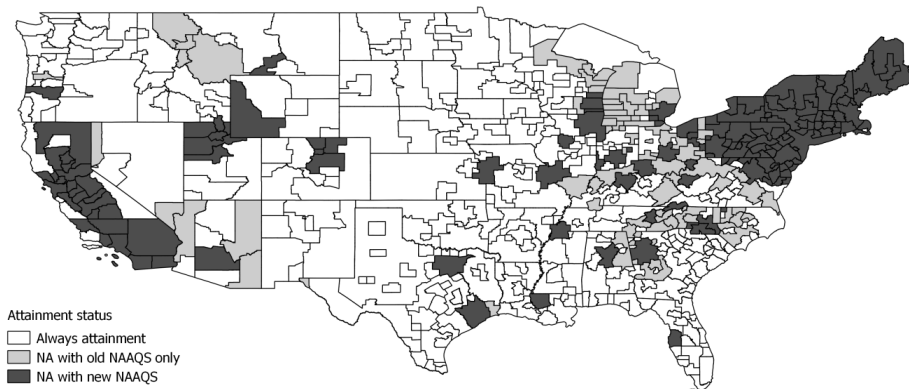 Attainment status
Always attainment
NA with old NAAQS only
NA with new NAAQS